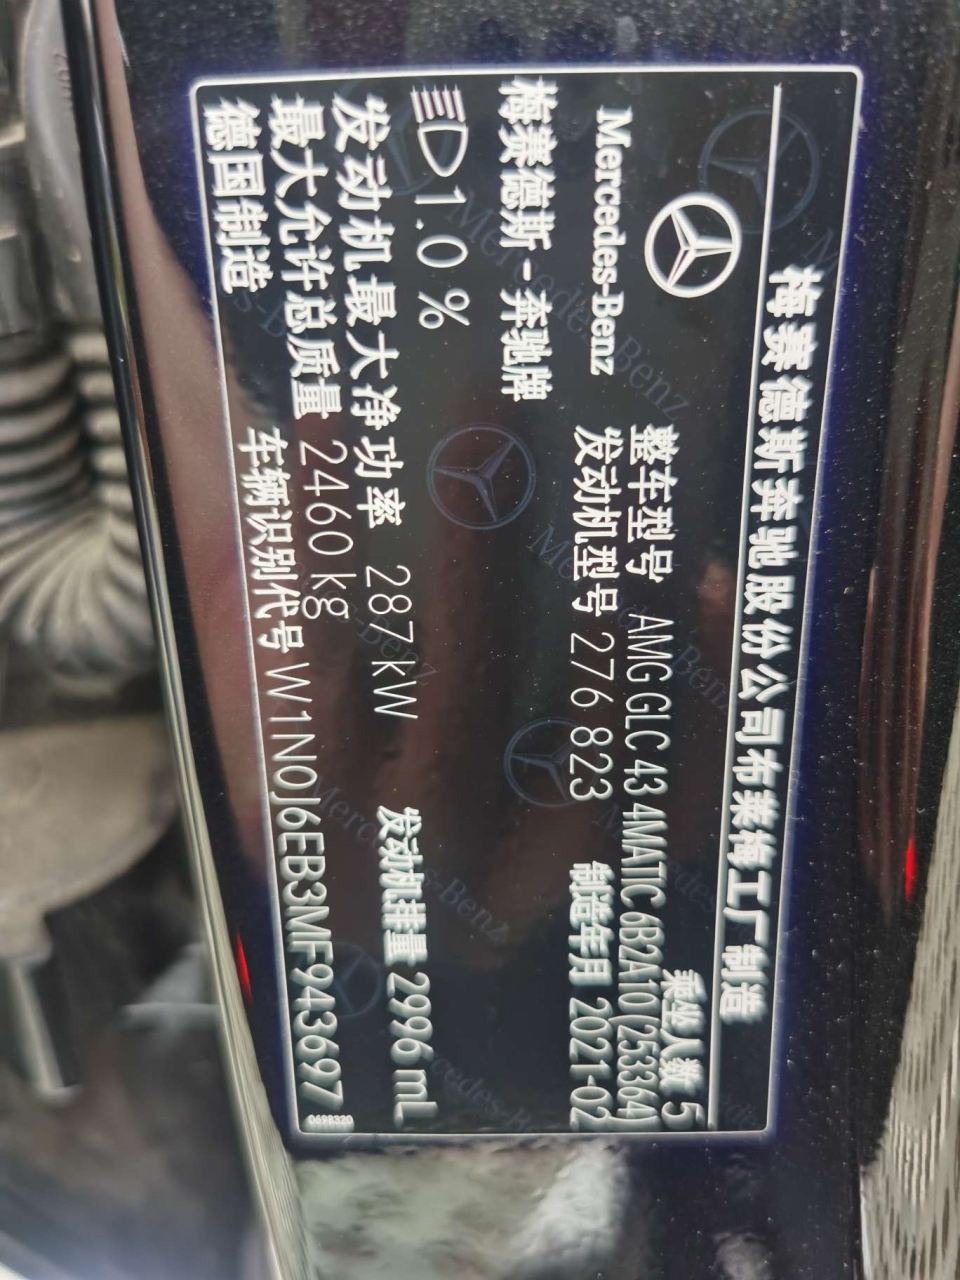 梅赛德斯奔驰股份公司布莱梅工厂制造
乘坐人数 5
Mercedes-Benz
整车型号 AMG GLC 43 4MATIC 6B2A10 (253364)
发动机型号 276 823
制造年月 2021-02
梅赛德斯-奔驰牌
1.0 %
发动机最大净功率 287 kW
发动机排量 2996 mL
最大允许总质量 2460 kg
德国制造
车辆识别代号 W1N0J6EB3MF943697
0698320